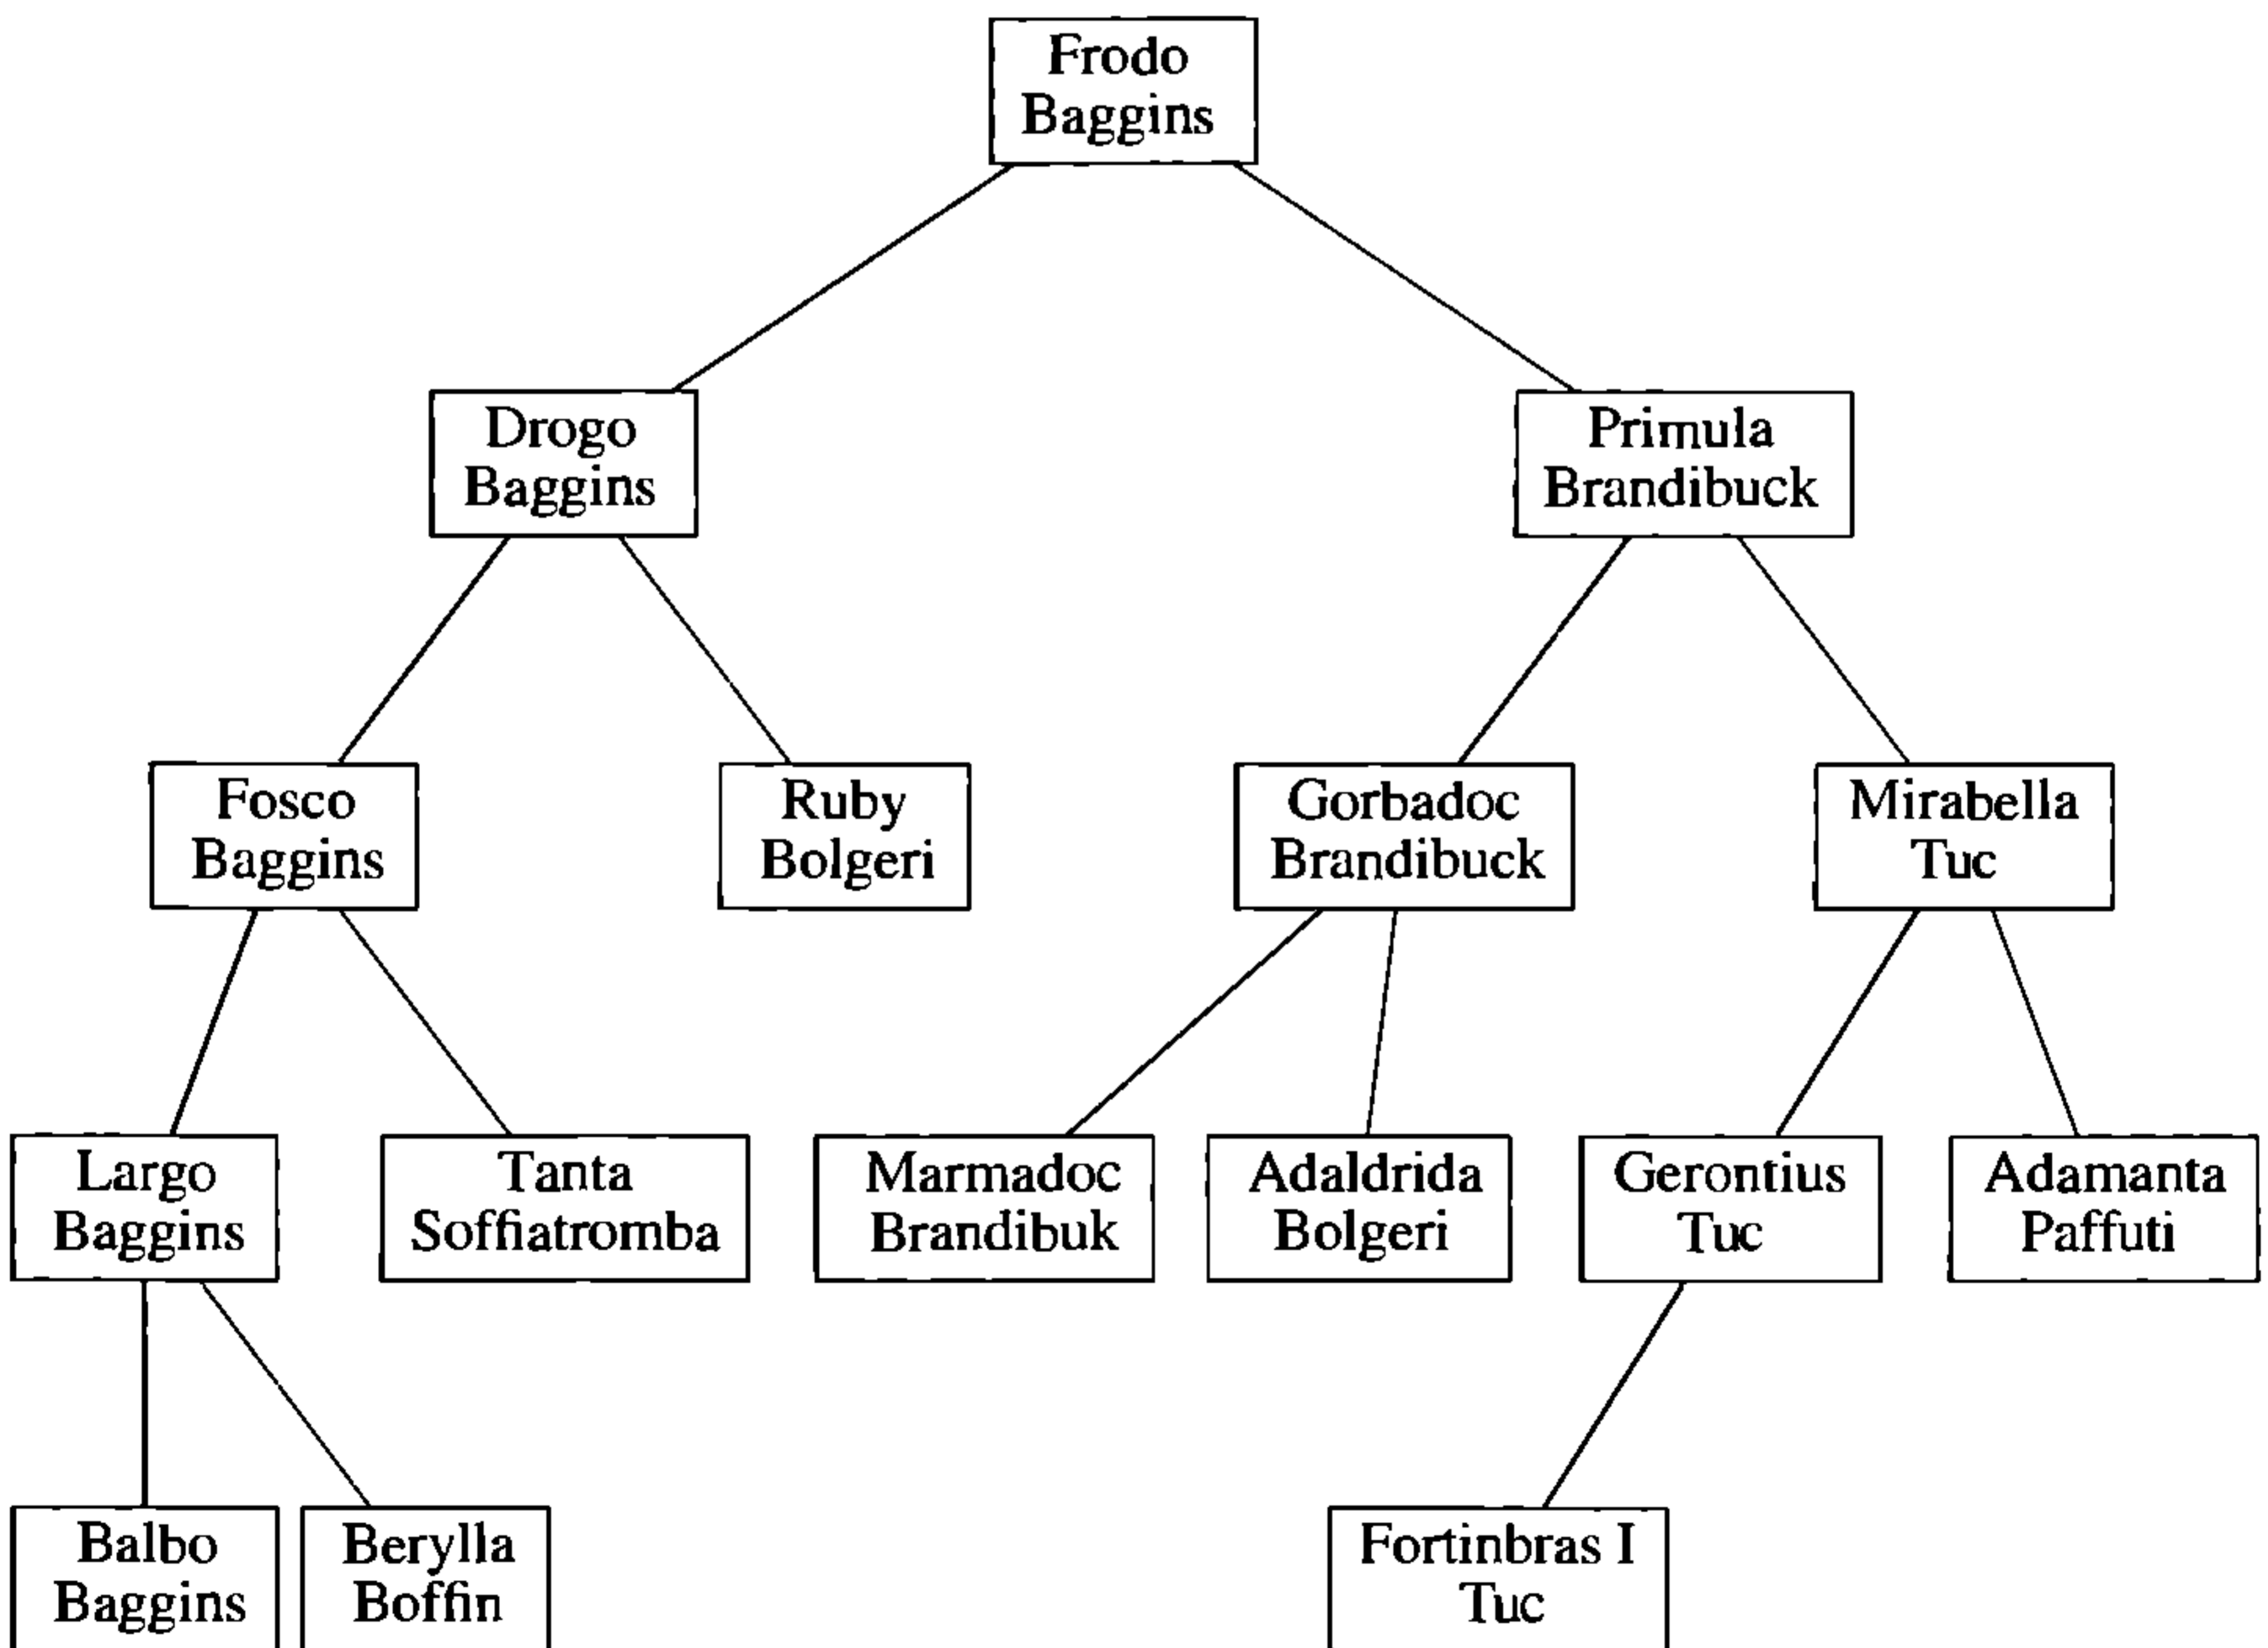 Frodo
Baggins
Drogo
Baggins
Primula
Brandibuck
Fosco
Baggins
Ruby
Bolgeri
Gorbadoc
Brandibuck
Mirabella
Tuc
Largo
Baggins
Tanta
Soffiatromba
Marmadoc
Brandibuk
Adaldrida
Bolgeri
Gerontius
Tuc
Adamanta
Paffuti
Balbo
Baggins
Berylla
Boffin
Fortinbras I
Tuc